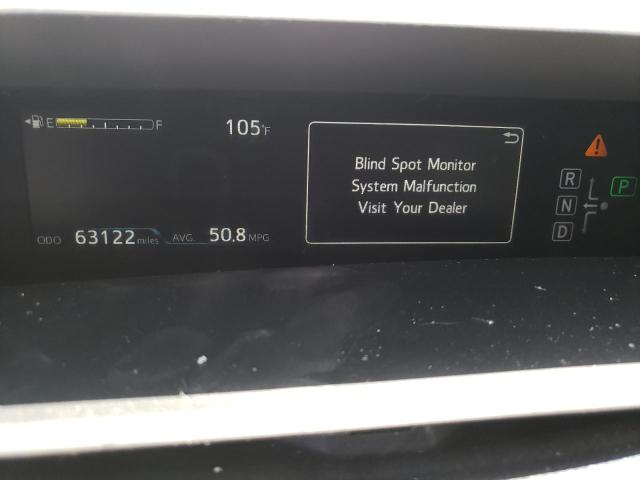 E F 105°F
Blind Spot Monitor
System Malfunction
Visit Your Dealer
ODO 63122 miles AVG. 50.8 MPG
R
N
D
P